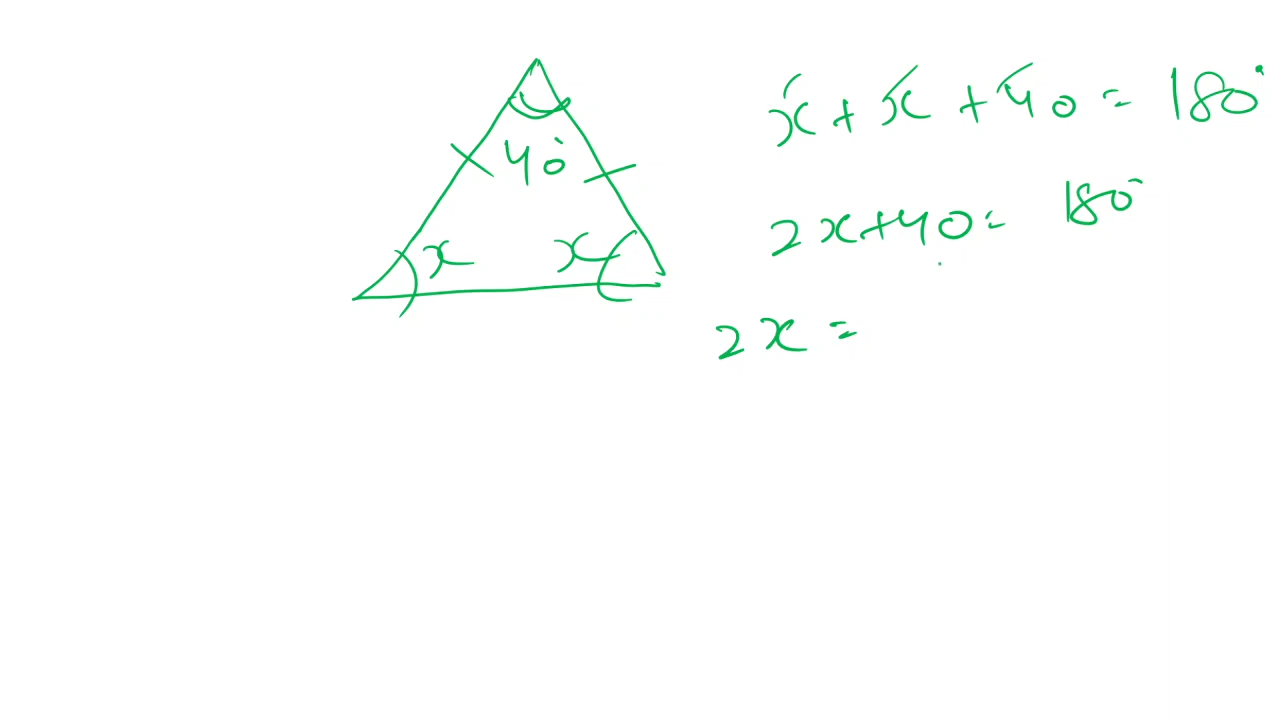 40°
x x
x + x + 40 = 180°
2x+40 = 180°
2x =